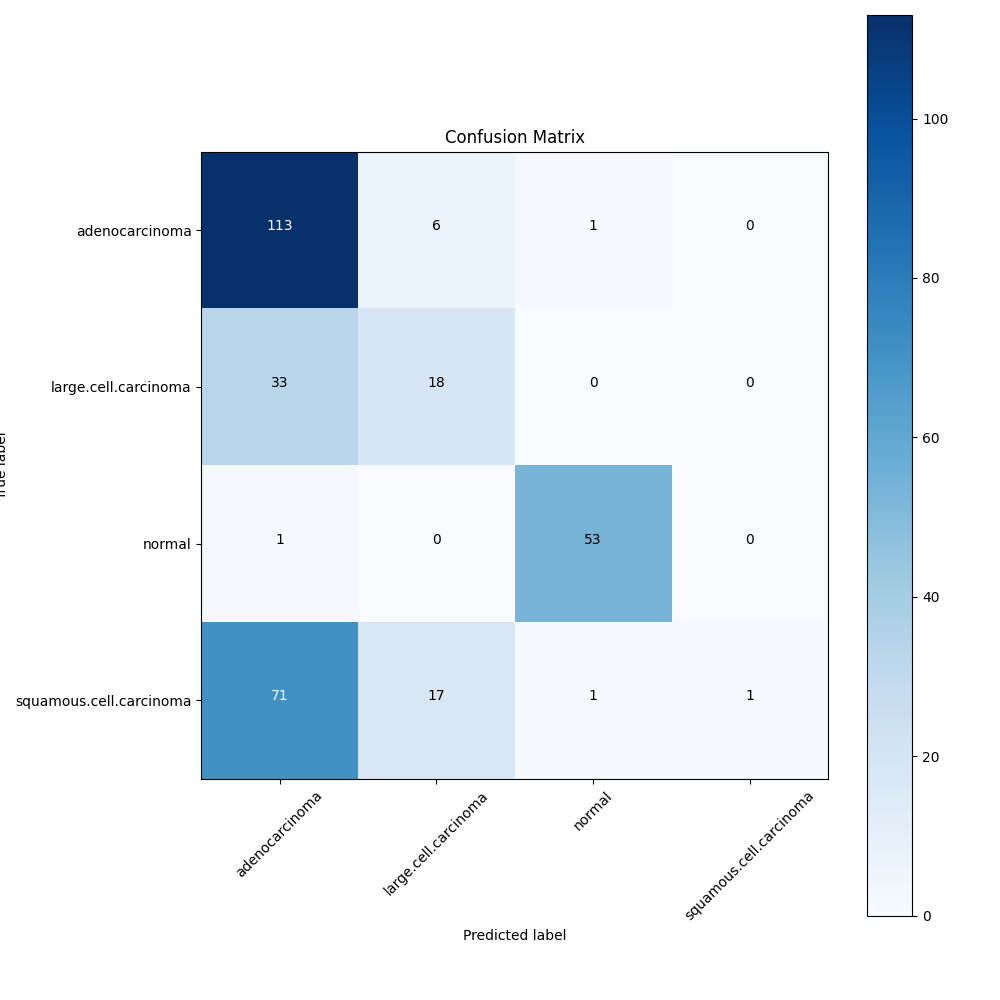 Confusion Matrix
adenocarcinoma 113 6 1 0
large.cell.carcinoma 33 18 0 0
normal 1 0 53 0
squamous.cell.carcinoma 71 17 1 1
adenocarcinoma large.cell.carcinoma normal squamous.cell.carcinoma
Predicted label
label
100
80
60
40
20
0